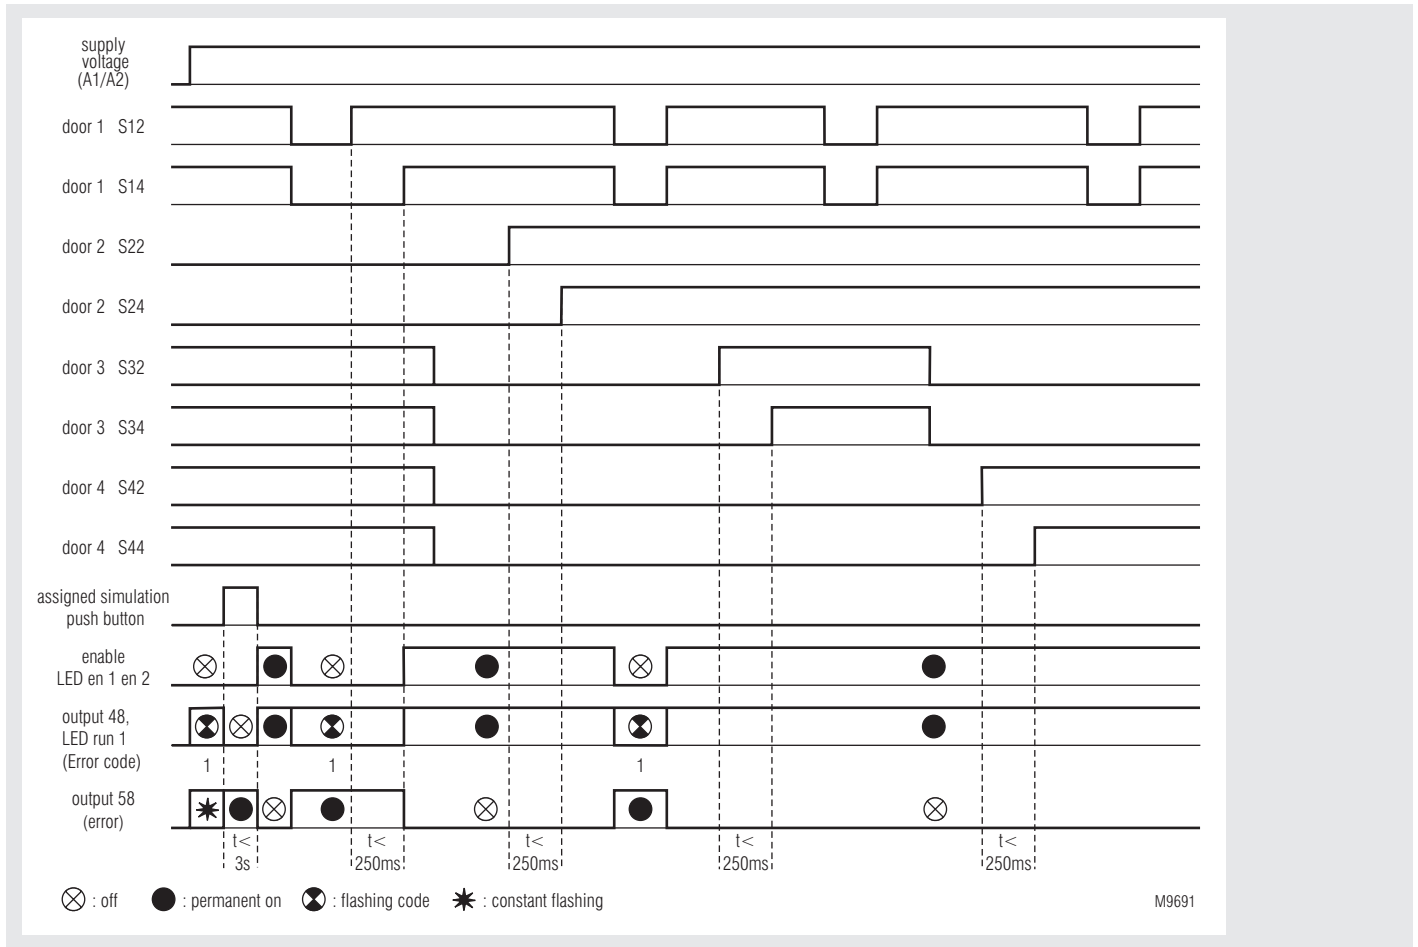 supply
voltage
(A1/A2)
door 1 S12
door 1 S14
door 2 S22
door 2 S24
door 3 S32
door 3 S34
door 4 S42
door 4 S44
assigned simulation
push button
enable
LED en 1 en 2
output 48,
LED run 1
(Error code)
1 1 1
output 58
(error)
t< t< t< t< t<
3s 250ms 250ms 250ms 250ms
: off : permanent on : flashing code : constant flashing
M9691